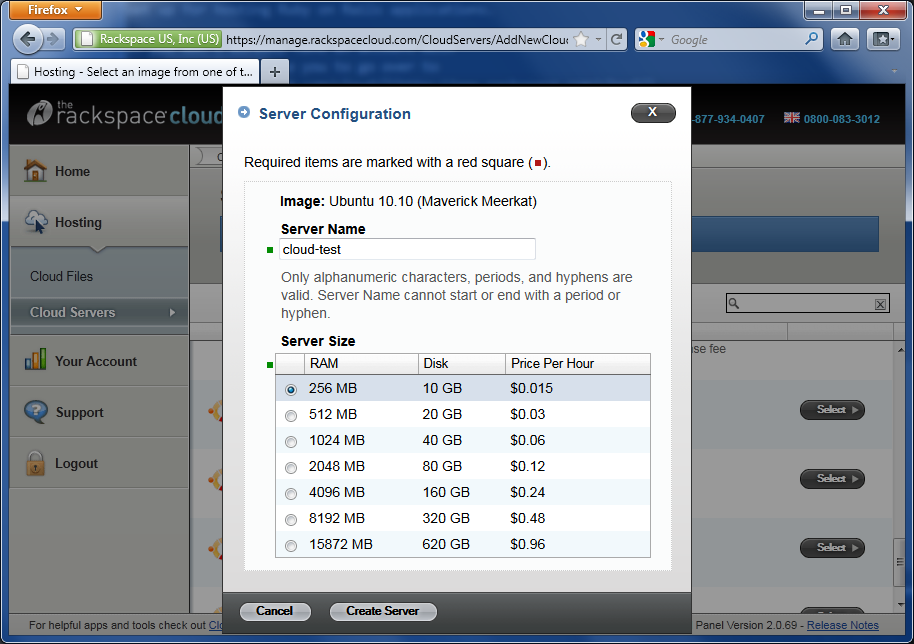 Firefox
Rackspace US, Inc (US)
https://manage.rackspacecloud.com/CloudServers/AddNewClou
Google
Hosting - Select an image from one of t...
the
rackspace cloud
-877-934-0407
0800-083-3012
Home
Hosting
Cloud Files
Cloud Servers
Your Account
Support
Logout
Server Configuration
X
Required items are marked with a red square ( ).
Image: Ubuntu 10.10 (Maverick Meerkat)
Server Name
cloud-test
Only alphanumeric characters, periods, and hyphens are
valid. Server Name cannot start or end with a period or
hyphen.
Server Size
RAM Disk Price Per Hour
256 MB 10 GB $0.015
512 MB 20 GB $0.03
1024 MB 40 GB $0.06
2048 MB 80 GB $0.12
4096 MB 160 GB $0.24
8192 MB 320 GB $0.48
15872 MB 620 GB $0.96
Cancel
Create Server
fee
Select
Select
Select
For helpful apps and tools check out Clo
Panel Version 2.0.69 - Release Notes